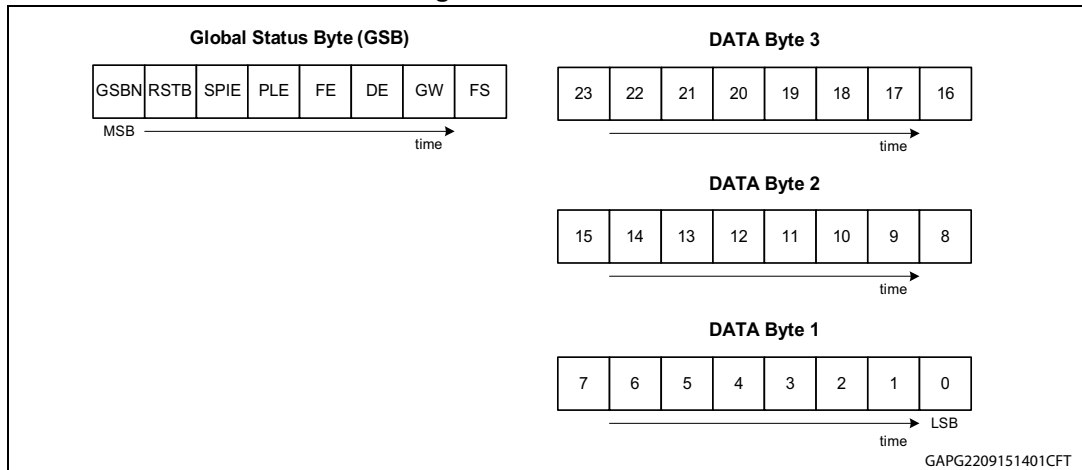 Global Status Byte (GSB)
GSBN RSTB SPIE PLE FE DE GW FS
MSB
time
DATA Byte 3
23 22 21 20 19 18 17 16
time
DATA Byte 2
15 14 13 12 11 10 9 8
time
DATA Byte 1
7 6 5 4 3 2 1 0
LSB
time
GAPG2209151401CFT